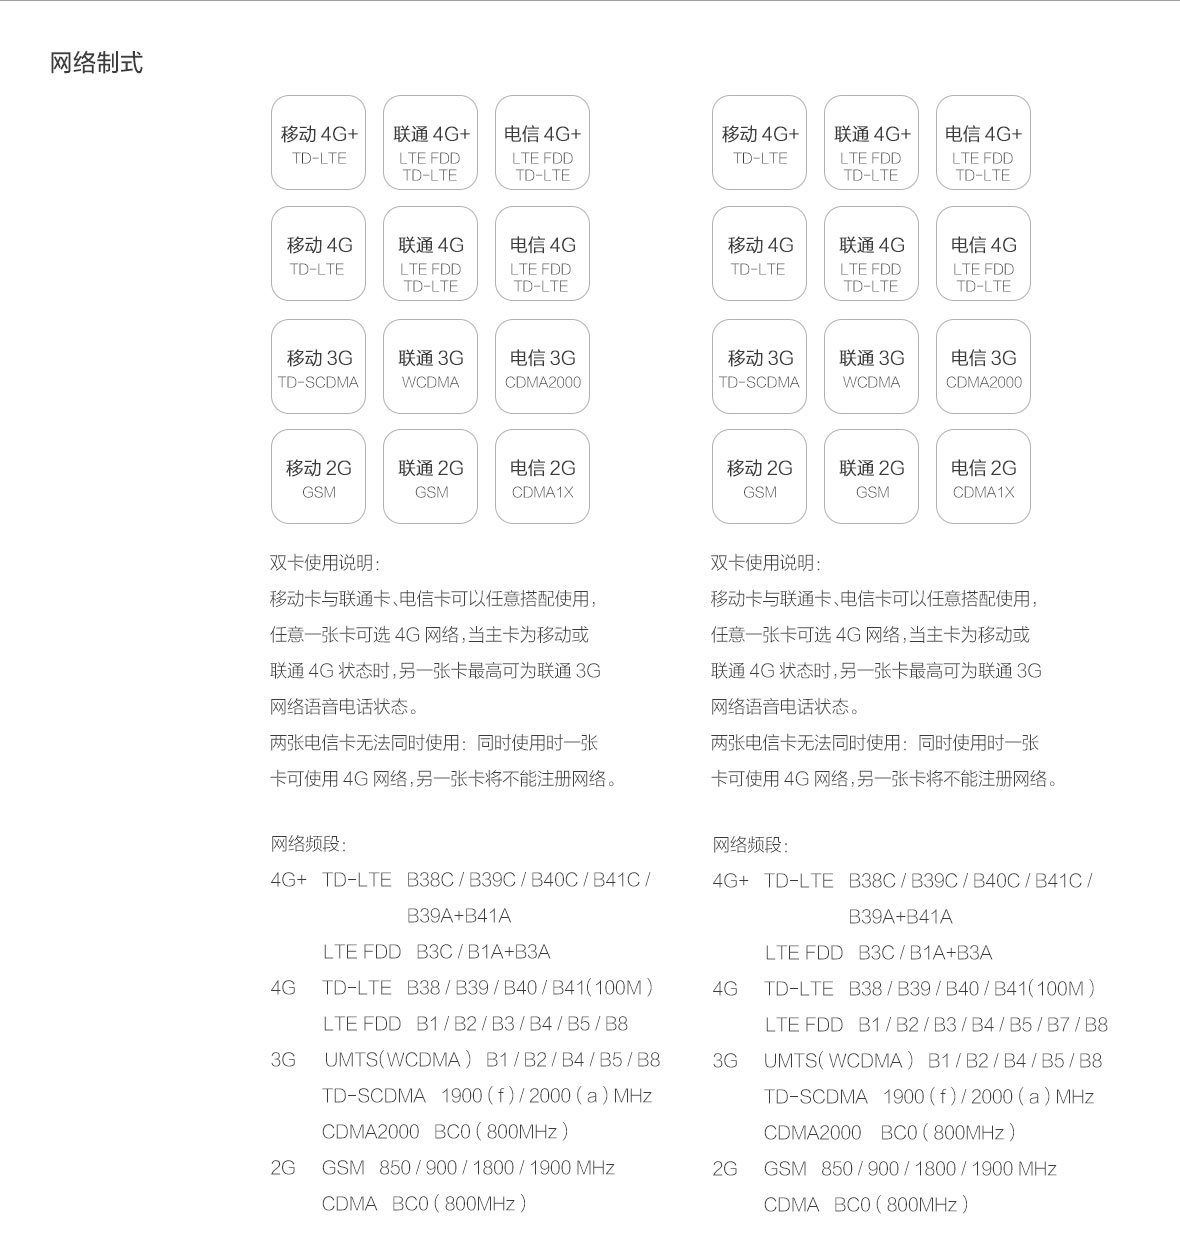 网络制式
移动 4G+
TD-LTE
联通 4G+
LTE FDD
TD-LTE
电信 4G+
LTE FDD
TD-LTE
移动 4G
TD-LTE
联通 4G
LTE FDD
TD-LTE
电信 4G
LTE FDD
TD-LTE
移动 3G
TD-SCDMA
联通 3G
WCDMA
电信 3G
CDMA2000
移动 2G
GSM
联通 2G
GSM
电信 2G
CDMA1X
双卡使用说明：
移动卡与联通卡、电信卡可以任意搭配使用，
任意一张卡可选 4G 网络，当主卡为移动或
联通 4G 状态时，另一张卡最高可为联通 3G
网络语音电话状态。
两张电信卡无法同时使用：同时使用时一张
卡可使用 4G 网络，另一张卡将不能注册网络。
网络频段：
4G+ TD-LTE B38C / B39C / B40C / B41C /
B39A+B41A
LTE FDD B3C / B1A+B3A
4G TD-LTE B38 / B39 / B40 / B41(100M)
LTE FDD B1 / B2 / B3 / B4 / B5 / B8
3G UMTS(WCDMA) B1 / B2 / B4 / B5 / B8
TD-SCDMA 1900 (f) / 2000 (a) MHz
CDMA2000 BC0 (800MHz)
2G GSM 850 / 900 / 1800 / 1900 MHz
CDMA BC0 (800MHz)
移动 4G+
TD-LTE
联通 4G+
LTE FDD
TD-LTE
电信 4G+
LTE FDD
TD-LTE
移动 4G
TD-LTE
联通 4G
LTE FDD
TD-LTE
电信 4G
LTE FDD
TD-LTE
移动 3G
TD-SCDMA
联通 3G
WCDMA
电信 3G
CDMA2000
移动 2G
GSM
联通 2G
GSM
电信 2G
CDMA1X
双卡使用说明：
移动卡与联通卡、电信卡可以任意搭配使用，
任意一张卡可选 4G 网络，当主卡为移动或
联通 4G 状态时，另一张卡最高可为联通 3G
网络语音电话状态。
两张电信卡无法同时使用：同时使用时一张
卡可使用 4G 网络，另一张卡将不能注册网络。
网络频段：
4G+ TD-LTE B38C / B39C / B40C / B41C /
B39A+B41A
LTE FDD B3C / B1A+B3A
4G TD-LTE B38 / B39 / B40 / B41(100M)
LTE FDD B1 / B2 / B3 / B4 / B5 / B7 / B8
3G UMTS(WCDMA) B1 / B2 / B4 / B5 / B8
TD-SCDMA 1900 (f) / 2000 (a) MHz
CDMA2000 BC0 (800MHz)
2G GSM 850 / 900 / 1800 / 1900 MHz
CDMA BC0 (800MHz)